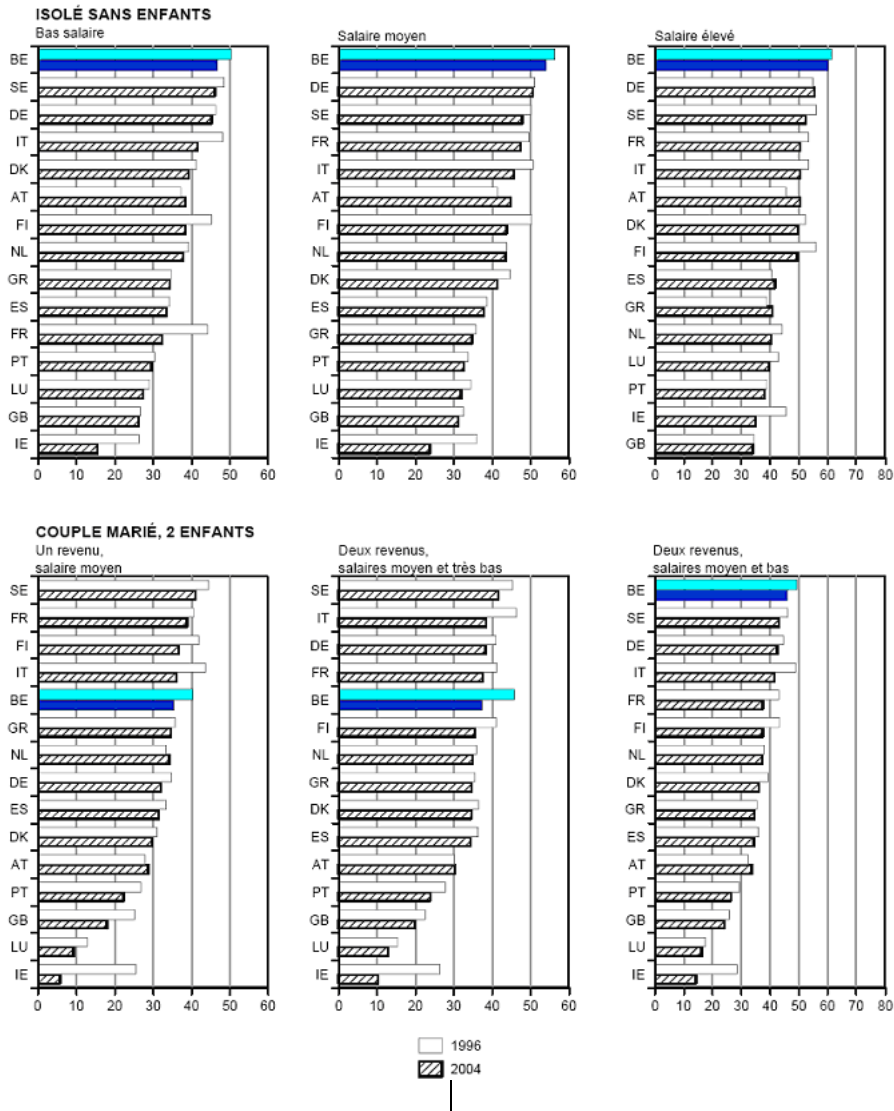 ISOLÉ SANS ENFANTS
Bas salaire
BE
SE
DE
IT
DK
AT
FI
NL
GR
ES
FR
PT
LU
GB
IE
0 10 20 30 40 50 60
Salaire moyen
BE
DE
SE
FR
IT
AT
FI
NL
DK
ES
GR
PT
LU
GB
IE
0 10 20 30 40 50 60
Salaire élevé
BE
DE
SE
FR
IT
AT
DK
FI
ES
GR
NL
LU
PT
IE
GB
0 10 20 30 40 50 60 70 80
COUPLE MARIÉ, 2 ENFANTS
Un revenu,
salaire moyen
SE
FR
FI
IT
BE
GR
NL
DE
ES
DK
AT
PT
GB
LU
IE
0 10 20 30 40 50 60
Deux revenus,
salaires moyen et très bas
SE
IT
DE
FR
BE
FI
NL
GR
DK
ES
AT
PT
GB
LU
IE
0 10 20 30 40 50 60
Deux revenus,
salaires moyen et bas
BE
SE
DE
IT
FR
FI
NL
DK
GR
ES
AT
PT
GB
LU
IE
0 10 20 30 40 50 60 70 80
1996
2004